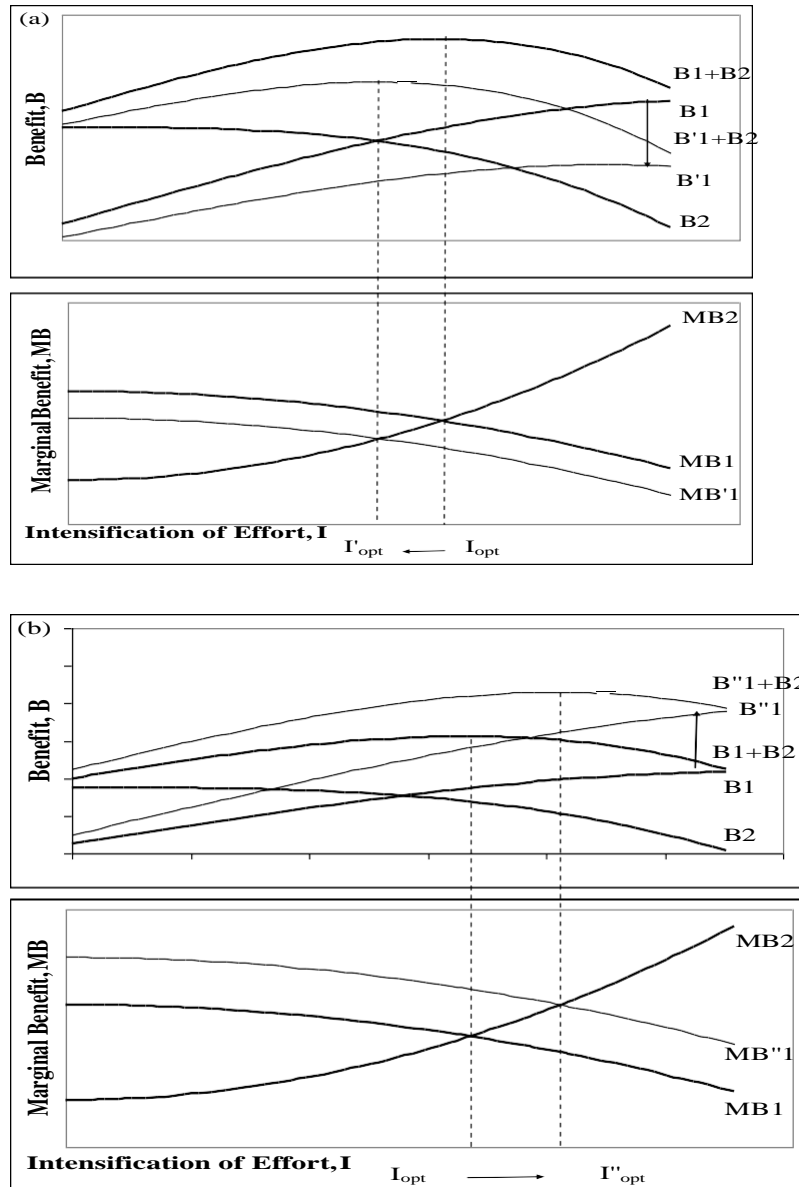 (a)
Benefit,B
B1+B2
B1
B'1+B2
B'1
B2
Marginal Benefit,MB
MB2
MB1
MB'1
Intensification of Effort,I
I'opt
Iopt
(b)
Benefit, B
B"1+B2
B"1
B1+B2
B1
B2
Marginal Benefit,MB
MB2
MB"1
MB1
Intensification of Effort,I
Iopt
I"opt